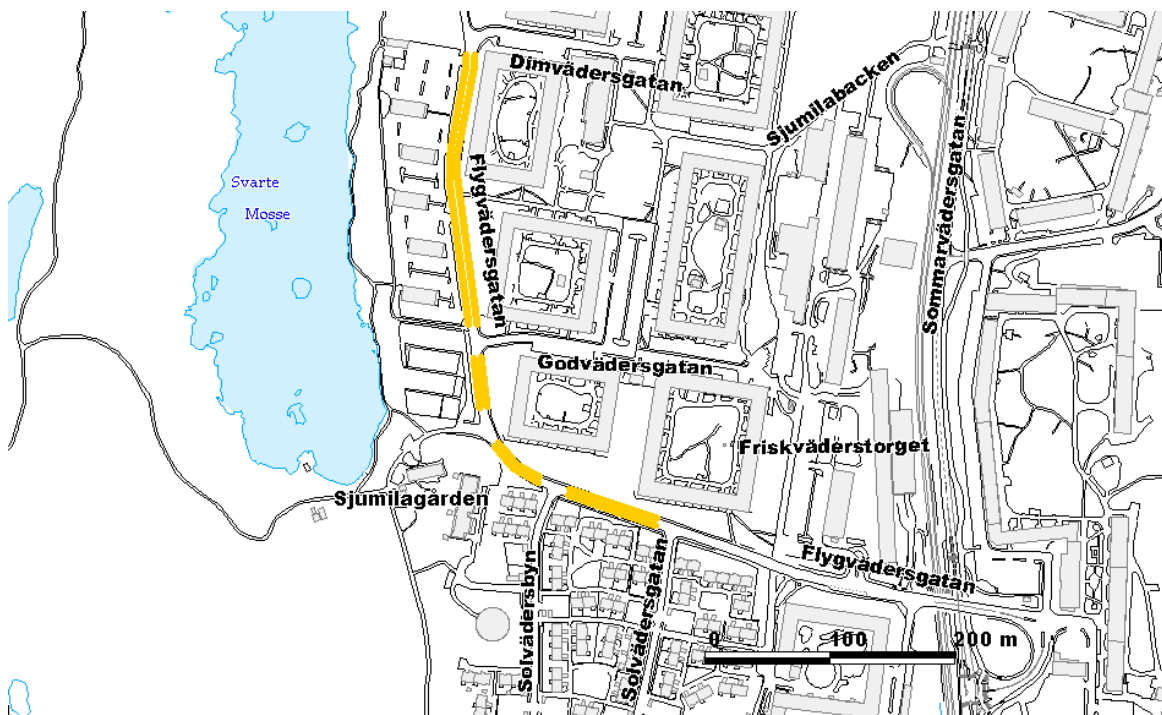 Dimvädersgatan
Sjumilabacken
Svarte
Mosse
Flygvädersgatan
Sommarvädersgatan
Godvädersgatan
Friskväderstorget
Sjumilagården
Flygvädersgatan
Solvädersbyn
Solvädersgatan
0 100 200 m